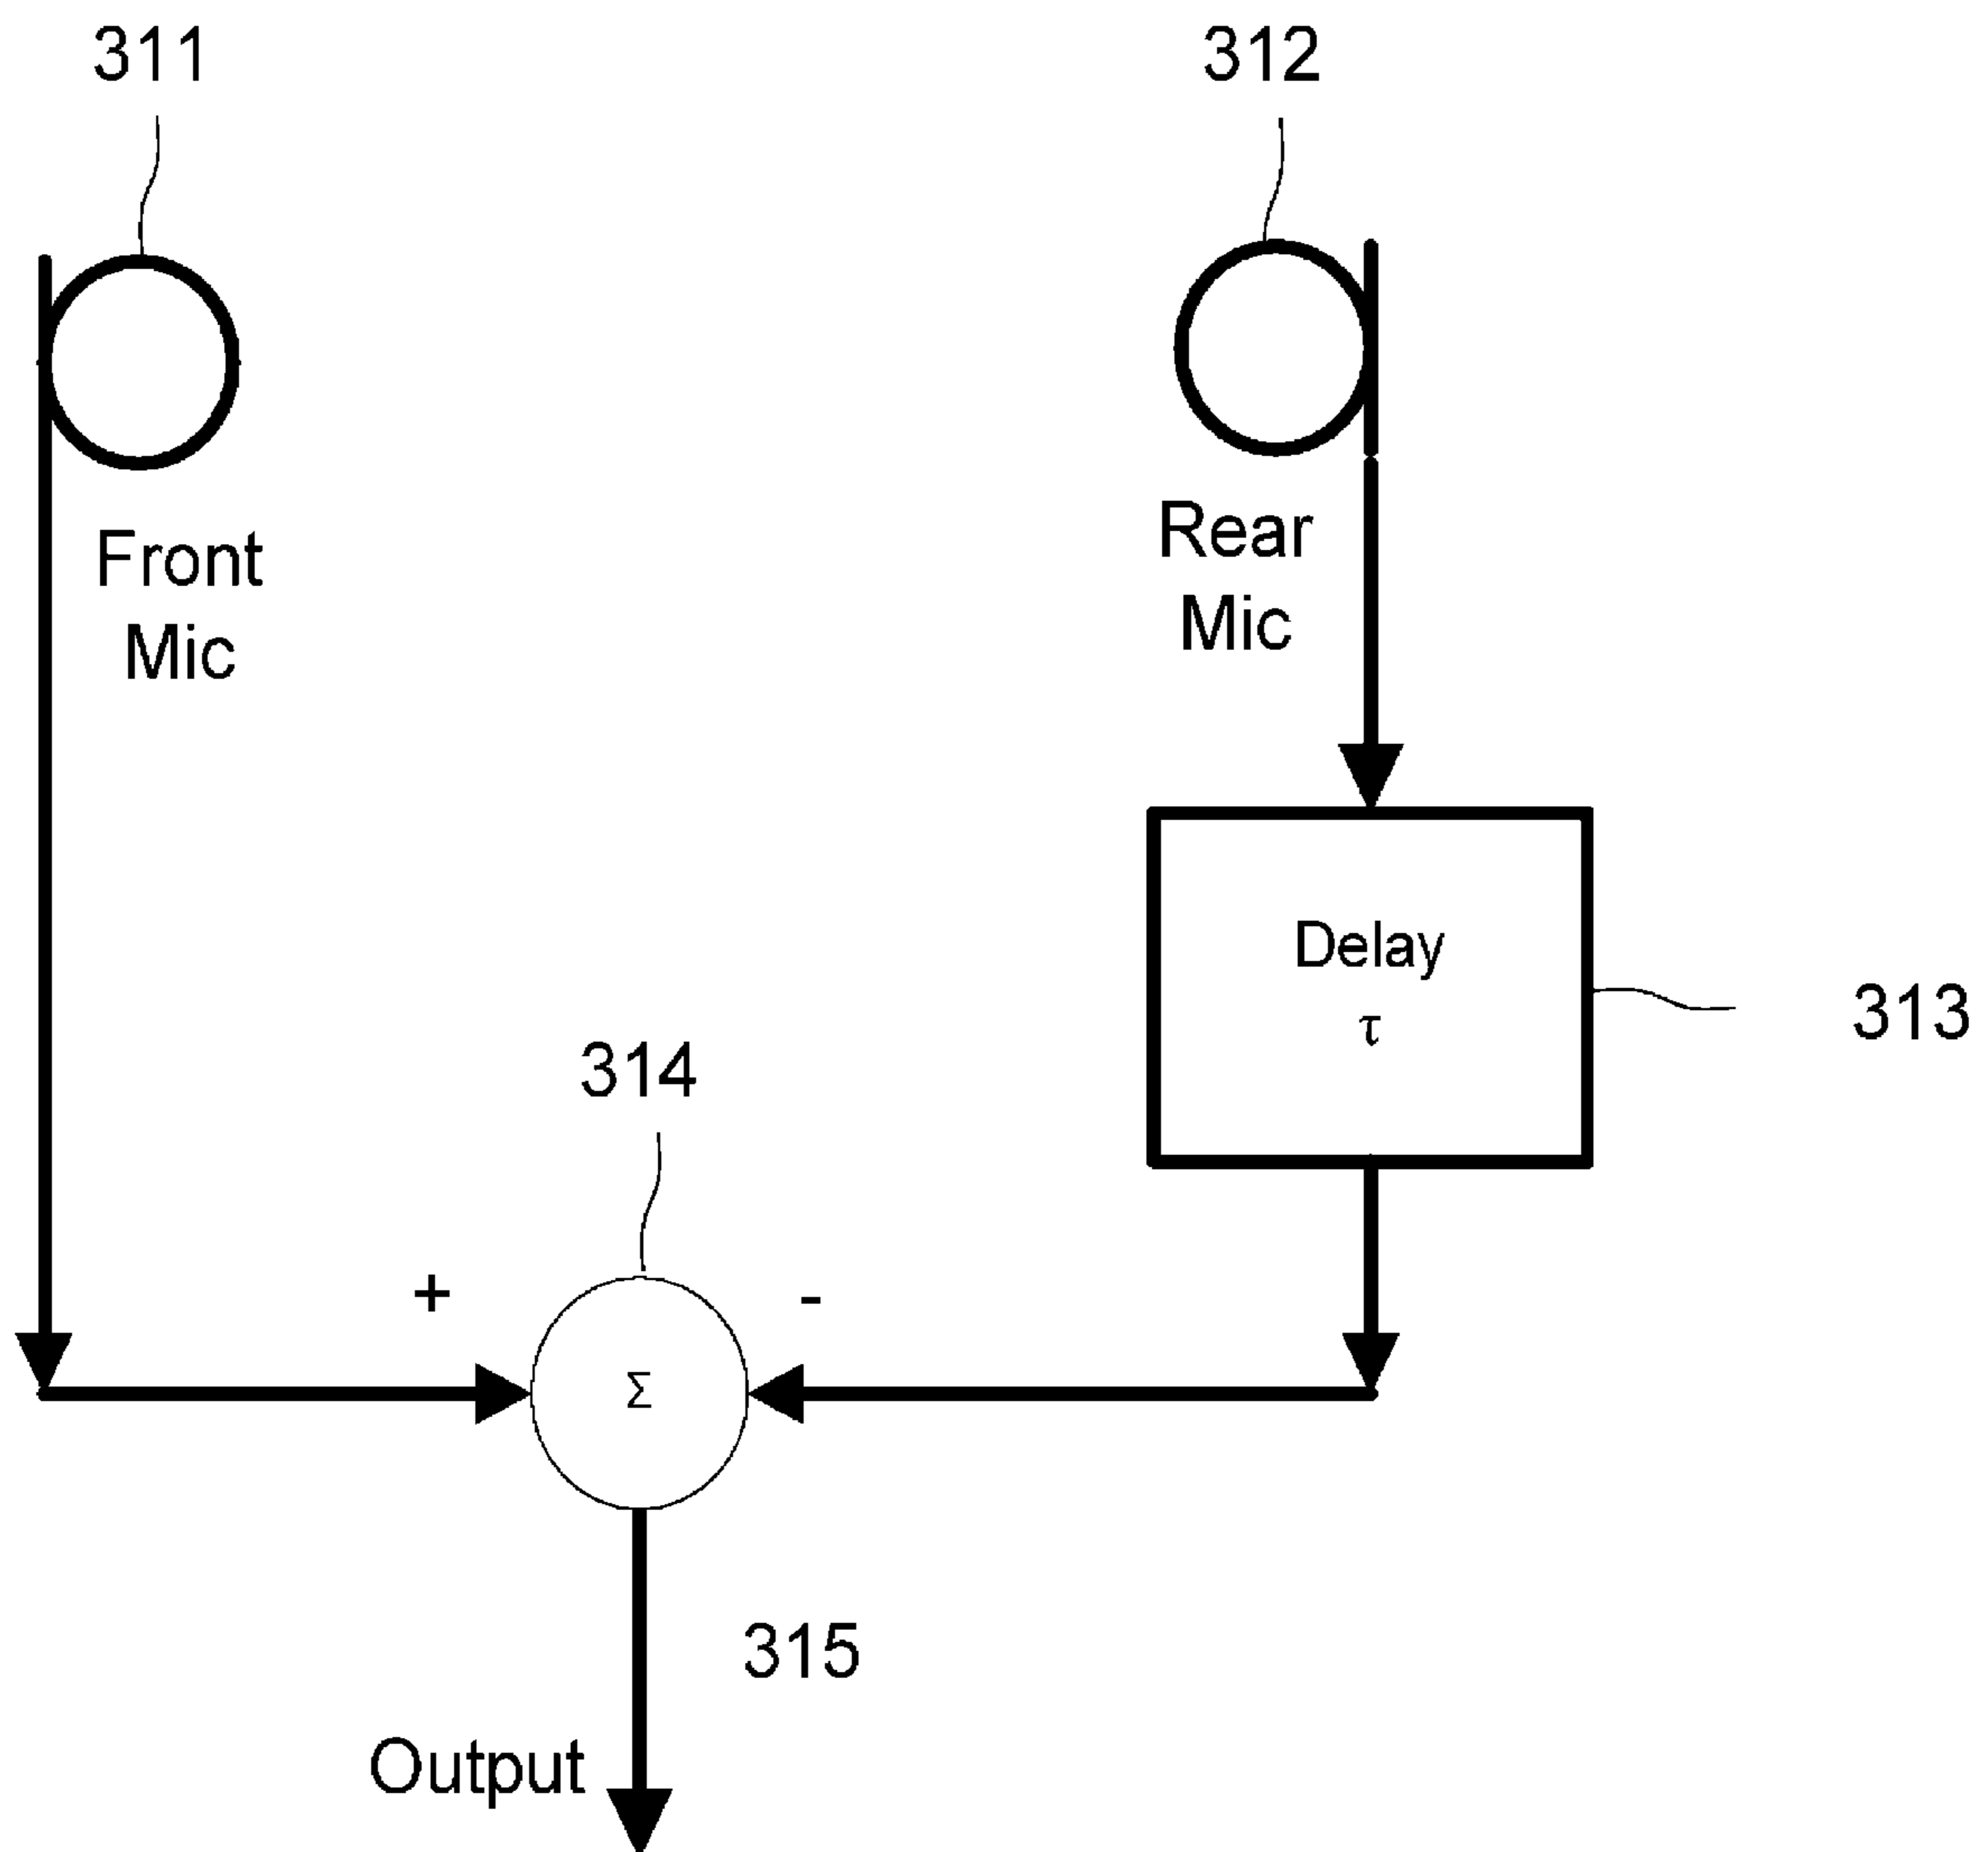 311
312
Front
Mic
Rear
Mic
Delay
τ
313
314
+
-
Σ
315
Output